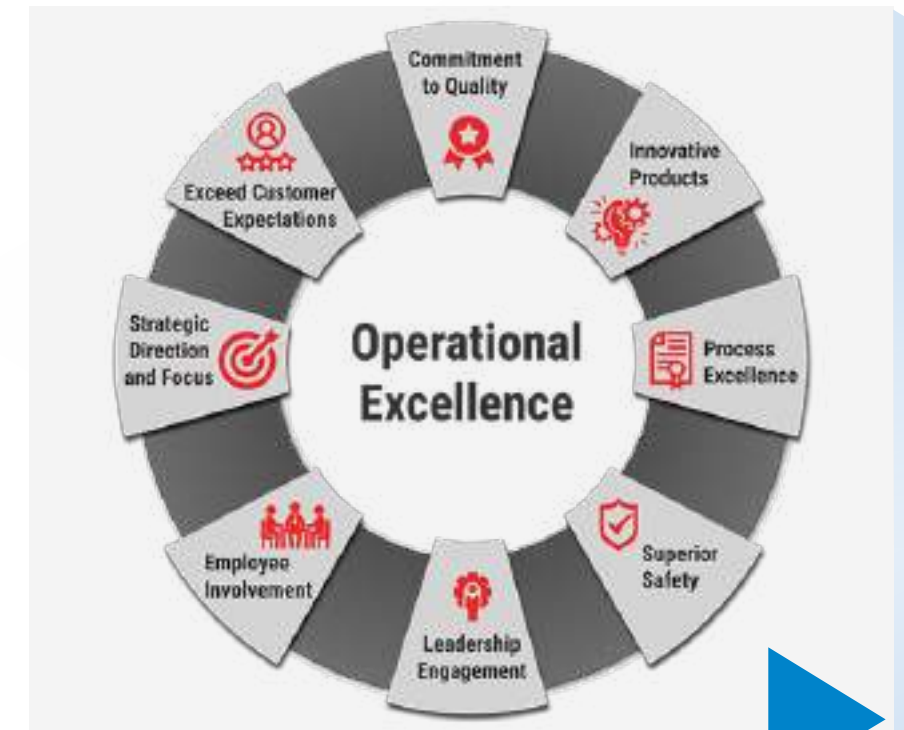 Commitment
to Quality
Innovative
Products
Process
Excellence
Superior
Safety
Leadership
Engagement
Employee
Involvement
Strategic
Direction
and Focus
Exceed Customer
Expectations
Operational
Excellence